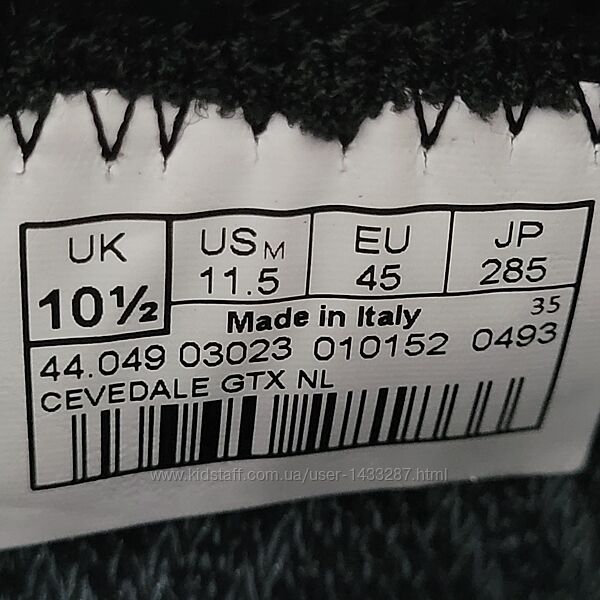 UK USM EU JP
10½ 11.5 45 285
Made in Italy 35
44.049 03023 010152 0493
CEVEDALE GTX NL
www.kidstaff.com.ua/user-1433287.html